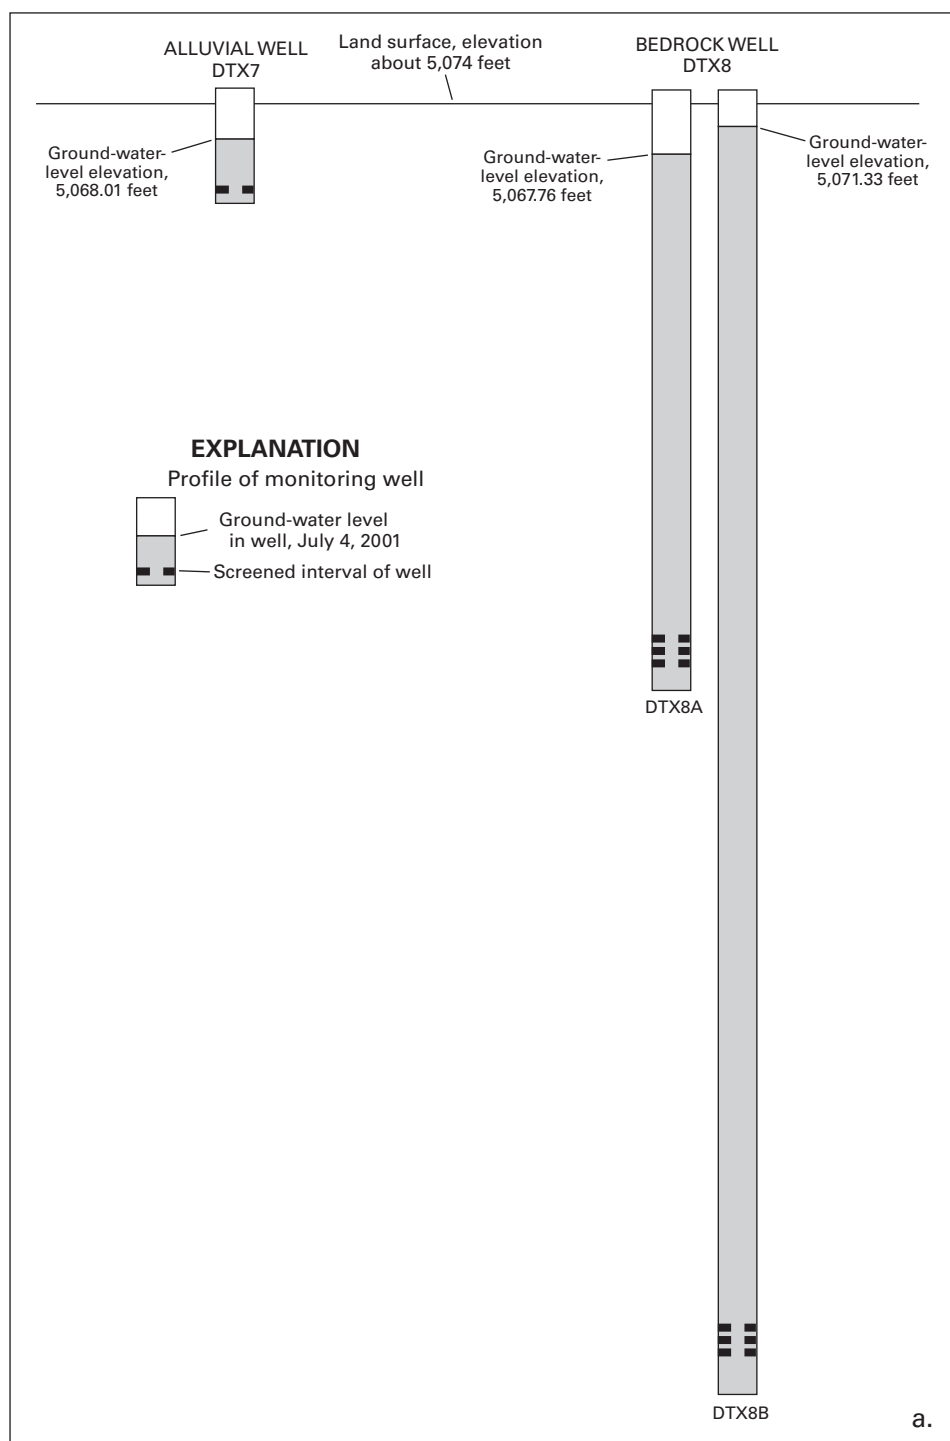 ALLUVIAL WELL
DTX7
Land surface, elevation
about 5,074 feet
BEDROCK WELL
DTX8
Ground-water-
level elevation,
5,068.01 feet
Ground-water-
level elevation,
5,067.76 feet
Ground-water-
level elevation,
5,071.33 feet
EXPLANATION
Profile of monitoring well
Ground-water level
in well, July 4, 2001
Screened interval of well
DTX8A
DTX8B
a.